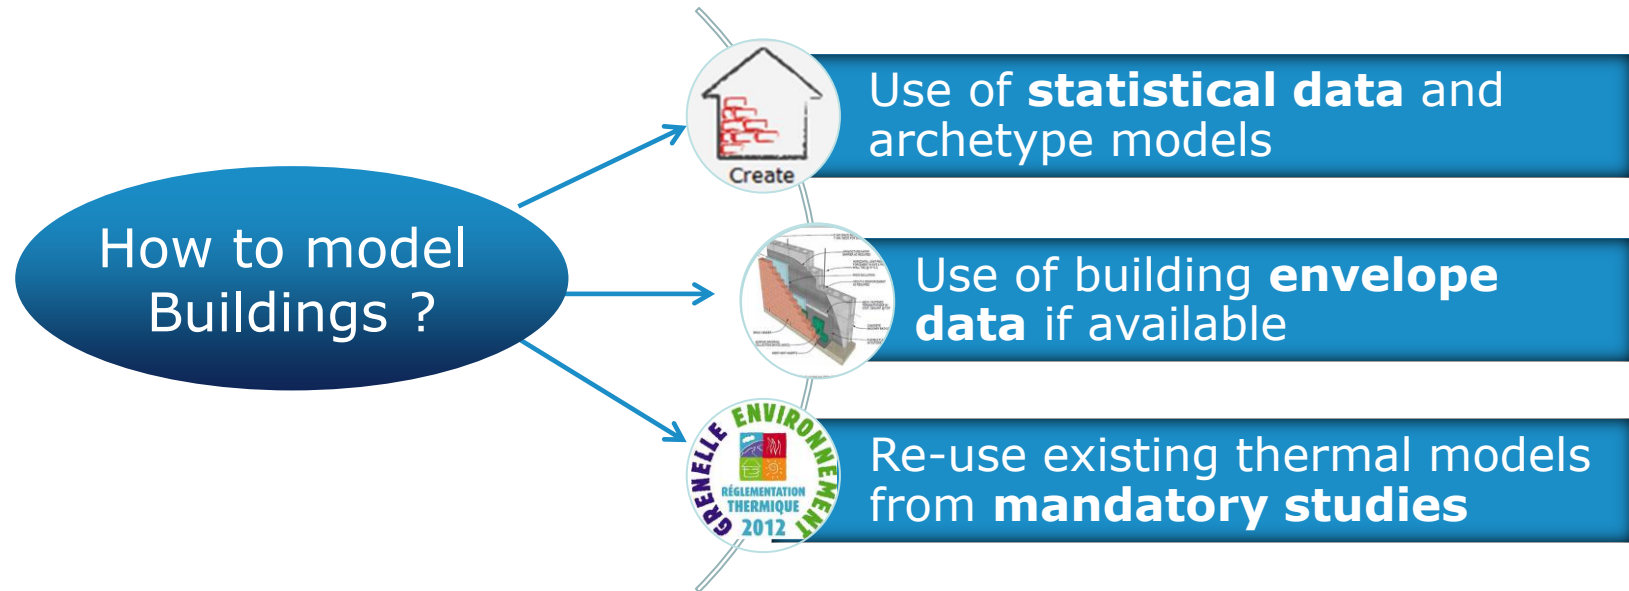 How to model
Buildings ?
Create
Use of statistical data and
archetype models
Use of building envelope
data if available
GRENELLE ENVIRONNEMENT
RÉGLEMENTATION
THERMIQUE
2012
Re-use existing thermal models
from mandatory studies